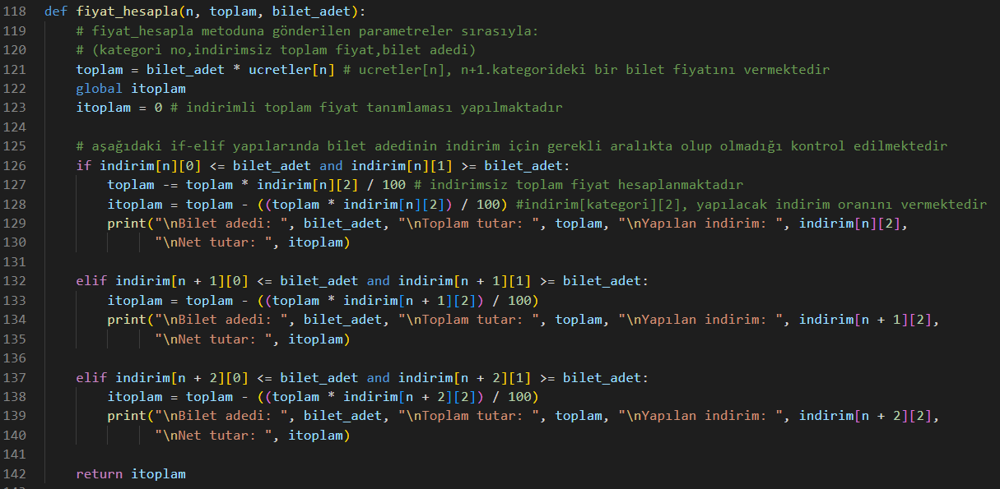 118 def fiyat_hesapla(n, toplam, bilet_adet):
119     # fiyat_hesapla metoduna gönderilen parametreler sırasıyla:
120     # (kategori no,indirimsiz toplam fiyat,bilet adedi)
121     toplam = bilet_adet * ucretler[n] # ucretler[n], n+1.kategorideki bir bilet fiyatını vermektedir
122     global itoplam
123     itoplam = 0 # indirimli toplam fiyat tanımlaması yapılmaktadır
124
125     # aşağıdaki if-elif yapılarında bilet adedinin indirim için gerekli aralıkta olup olmadığı kontrol edilmektedir
126     if indirim[n][0] <= bilet_adet and indirim[n][1] >= bilet_adet:
127         toplam -= toplam * indirim[n][2] / 100 # indirimsiz toplam fiyat hesaplanmaktadır
128         itoplam = toplam - ((toplam * indirim[n][2]) / 100) #indirim[kategori][2], yapılacak indirim oranını vermektedir
129         print("\nBilet adedi: ", bilet_adet, "\nToplam tutar: ", toplam, "\nYapılan indirim: ", indirim[n][2],
130               "\nNet tutar: ", itoplam)
131
132     elif indirim[n + 1][0] <= bilet_adet and indirim[n + 1][1] >= bilet_adet:
133         itoplam = toplam - ((toplam * indirim[n + 1][2]) / 100)
134         print("\nBilet adedi: ", bilet_adet, "\nToplam tutar: ", toplam, "\nYapılan indirim: ", indirim[n + 1][2],
135               "\nNet tutar: ", itoplam)
136
137     elif indirim[n + 2][0] <= bilet_adet and indirim[n + 2][1] >= bilet_adet:
138         itoplam = toplam - ((toplam * indirim[n + 2][2]) / 100)
139         print("\nBilet adedi: ", bilet_adet, "\nToplam tutar: ", toplam, "\nYapılan indirim: ", indirim[n + 2][2],
140               "\nNet tutar: ", itoplam)
141
142     return itoplam